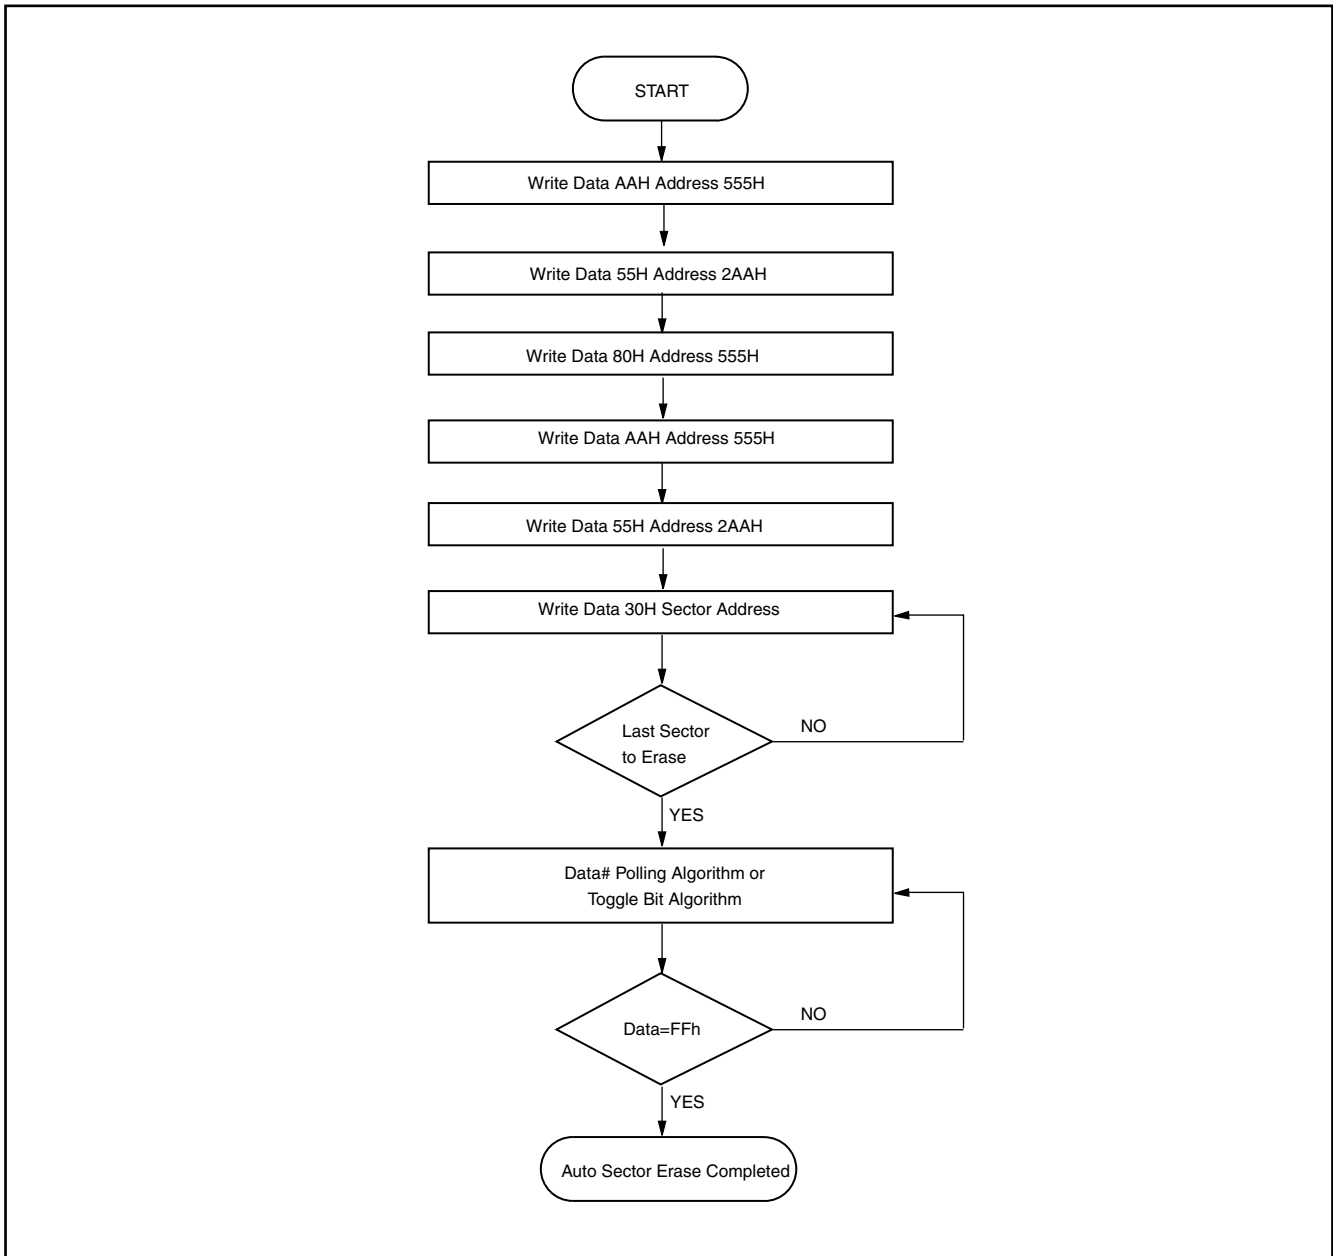 START
Write Data AAH Address 555H
Write Data 55H Address 2AAH
Write Data 80H Address 555H
Write Data AAH Address 555H
Write Data 55H Address 2AAH
Write Data 30H Sector Address
Last Sector
to Erase
NO
YES
Data# Polling Algorithm or
Toggle Bit Algorithm
Data=FFh
NO
YES
Auto Sector Erase Completed